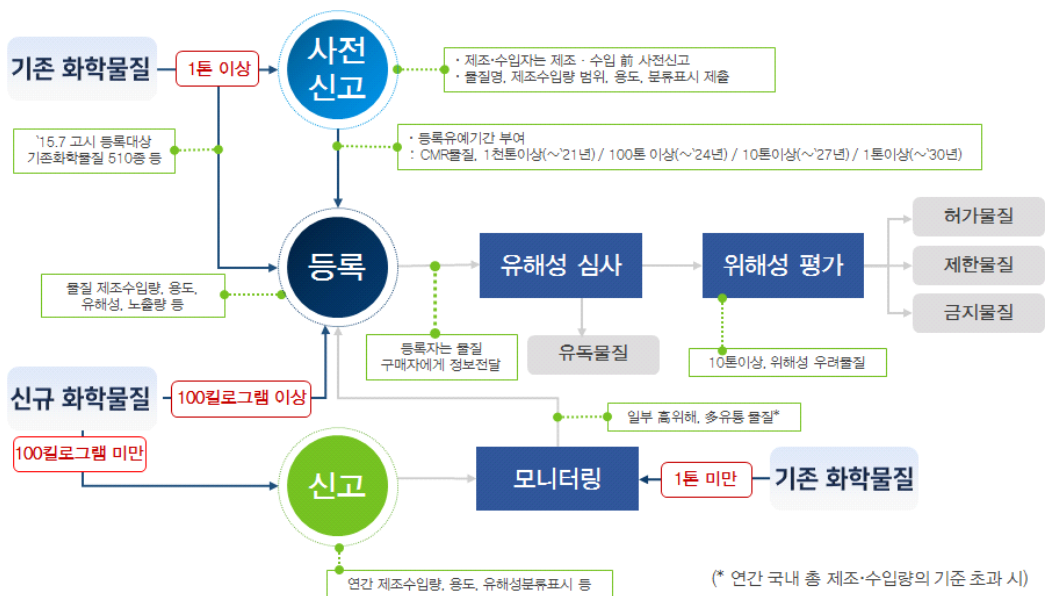 기존 화학물질
1톤 이상
사전
신고
・ 제조·수입자는 제조 · 수입 前 사전신고
・ 물질명, 제조수입량 범위, 용도, 분류표시 제출
'15.7 고시 등록대상
기존화학물질 510종 등
・ 등록유예기간 부여
: CMR물질, 1천톤이상(~'21년) / 100톤 이상(~'24년) / 10톤이상(~'27년) / 1톤이상(~'30년)
등록
유해성 심사
위해성 평가
허가물질
제한물질
금지물질
물질 제조수입량, 용도,
유해성, 노출량 등
등록자는 물질
구매자에게 정보전달
유독물질
10톤이상, 위해성 우려물질
신규 화학물질
100킬로그램 이상
100킬로그램 미만
일부 高위해, 多유통 물질*
신고
모니터링
1톤 미만
기존 화학물질
연간 제조수입량, 용도, 유해성분류표시 등
(* 연간 국내 총 제조·수입량의 기준 초과 시)